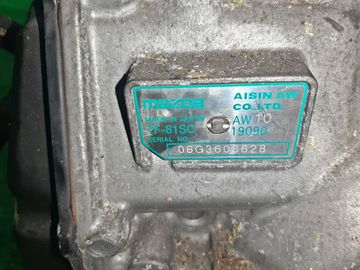 mazda
AISIN AW
CO.,LTD
MADE IN JAPAN
AW 10
TF-81SC
19090
SERIAL NO.
06G3603628